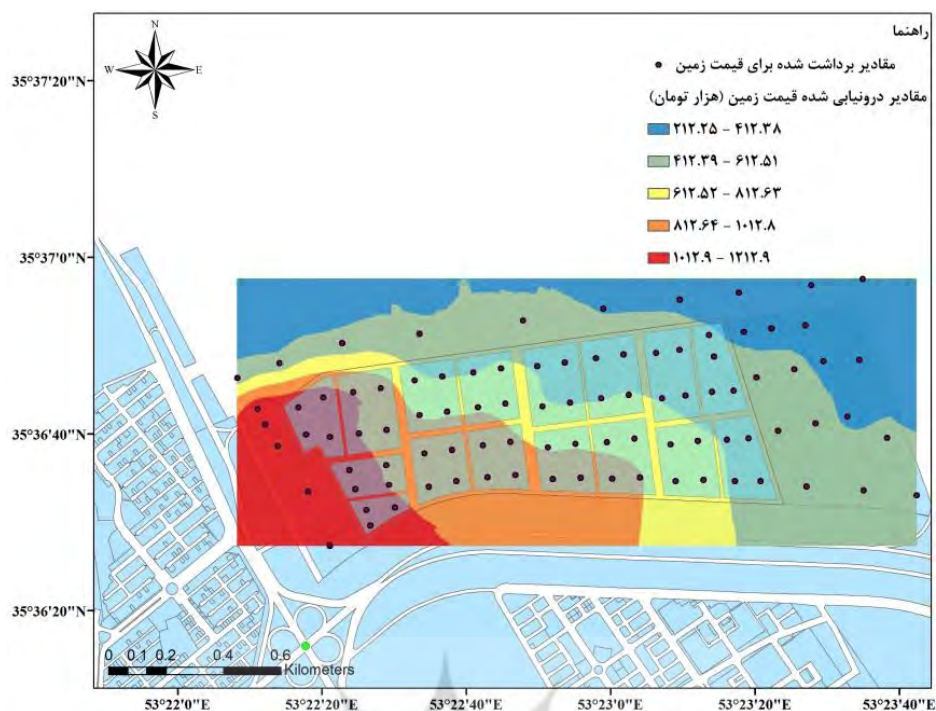 N
W E
S
راهنما
مقادیر برداشت شده برای قیمت زمین
مقادیر درونیابی شده قیمت زمین (هزار تومان)
۲۱۲.۲۵ - ۴۱۲.۳۸
۴۱۲.۳۹ - ۶۱۲.۵۱
۶۱۲.۵۲ - ۸۱۲.۶۳
۸۱۲.۶۴ - ۱۰۱۲.۸
۱۰۱۲.۹ - ۱۲۱۲.۹
35°37'20"N
35°37'0"N
35°36'40"N
35°36'20"N
0 0.1 0.2 0.4 0.6
Kilometers
53°22'0"E 53°22'20"E 53°22'40"E 53°23'0"E 53°23'20"E 53°23'40"E